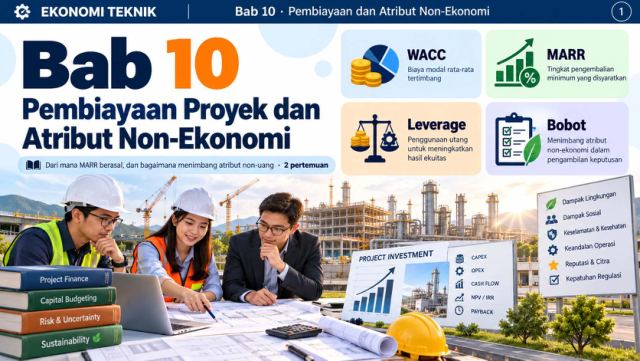 EKONOMI TEKNIK
Bab 10 · Pembiayaan dan Atribut Non-Ekonomi
1
Bab 10
Pembiayaan Proyek dan
Atribut Non-Ekonomi
Dari mana MARR berasal, dan bagaimana menimbang atribut non-uang · 2 pertemuan
WACC
Biaya modal rata-rata
tertimbang
MARR
Tingkat pengembalian
minimum yang disyaratkan
Leverage
Penggunaan utang
untuk meningkatkan
hasil ekuitas
Bobot
Menimbang atribut
non-ekonomi dalam
pengambilan keputusan
Project Finance
Capital Budgeting
Risk & Uncertainty
Sustainability
PROJECT INVESTMENT
CAPEX
OPEX
CASH FLOW
NPV / IRR
PAYBACK
Dampak Lingkungan
Dampak Sosial
Keselamatan & Kesehatan
Keandalan Operasi
Reputasi & Citra
Kepatuhan Regulasi